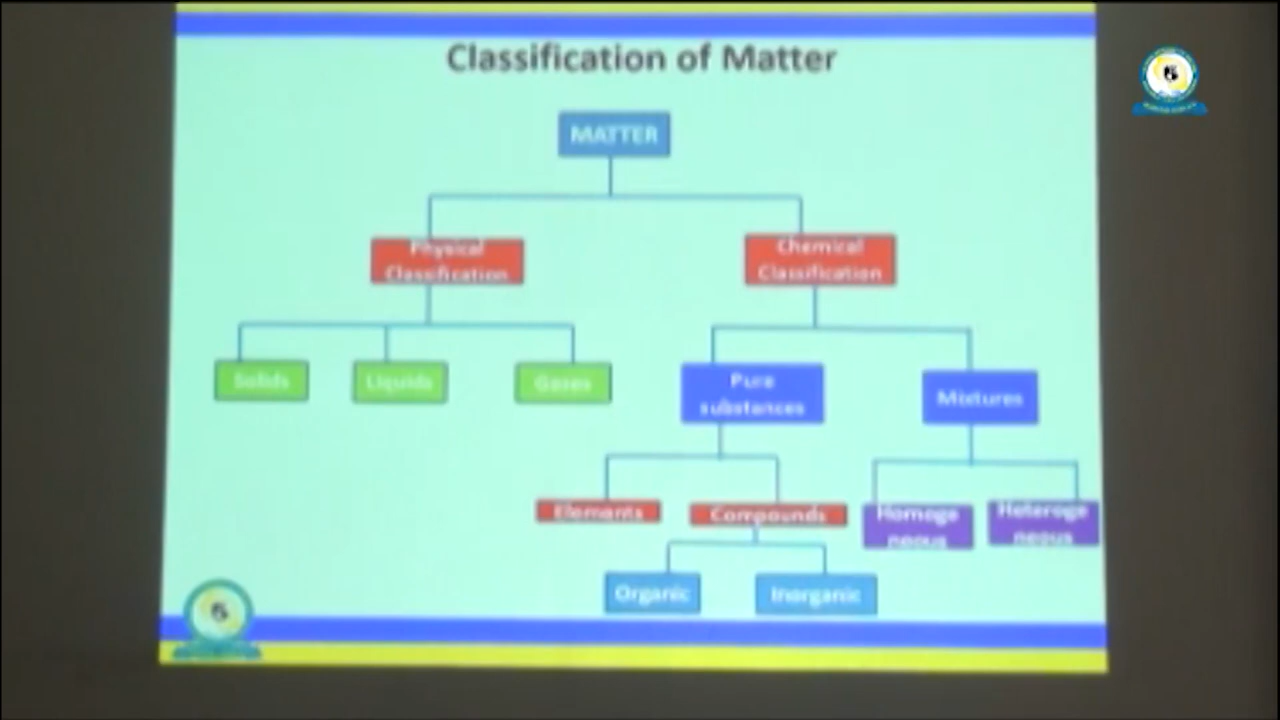 Classification of Matter
MATTER
Physical
Classification
Chemical
Classification
Solids
Liquids
Gases
Pure
substances
Mixtures
Elements
Compounds
Homoge
neous
Heteroge
neous
Organic
Inorganic